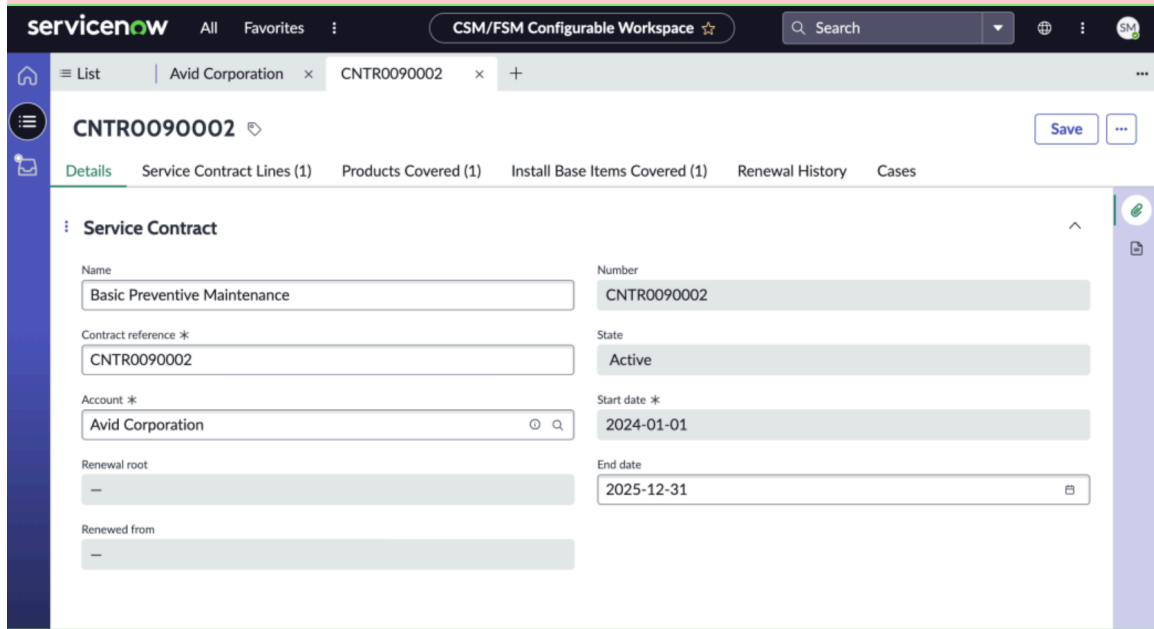 servicenow All Favorites CSM/FSM Configurable Workspace Search SM
List Avid Corporation × CNTR0090002 × +
CNTR0090002 Save
Details Service Contract Lines (1) Products Covered (1) Install Base Items Covered (1) Renewal History Cases
Service Contract
Name
Basic Preventive Maintenance
Number
CNTR0090002
Contract reference *
CNTR0090002
State
Active
Account *
Avid Corporation
Start date *
2024-01-01
Renewal root
—
End date
2025-12-31
Renewed from
—